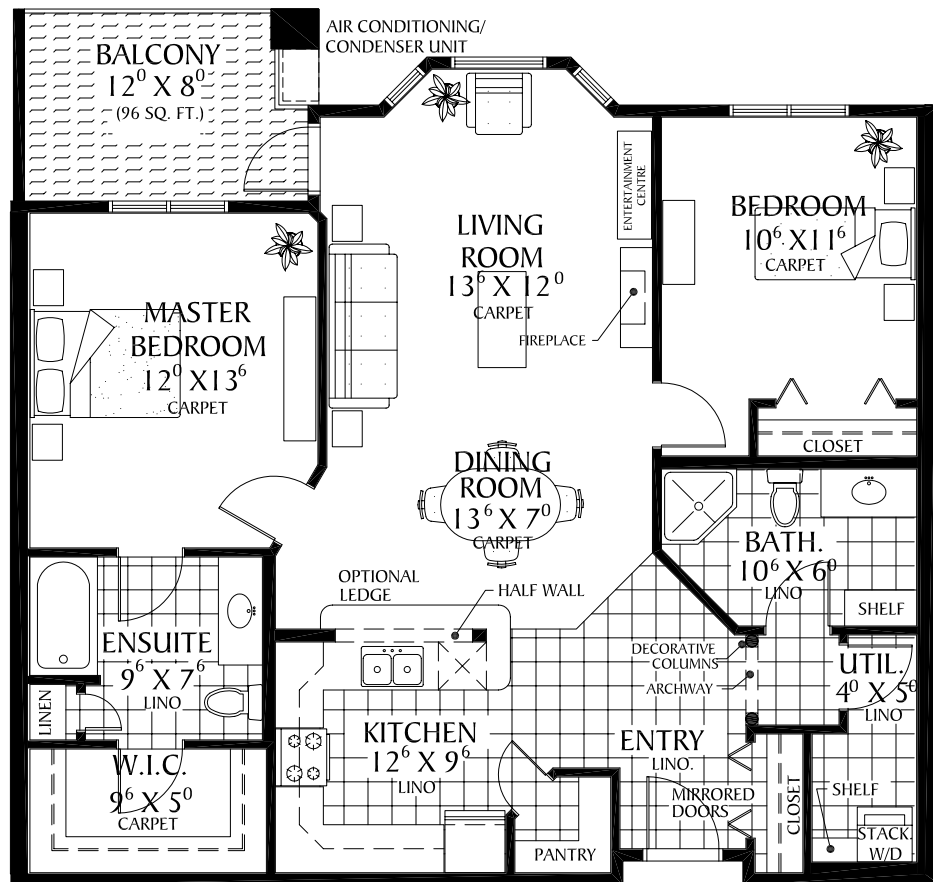 AIR CONDITIONING/
CONDENSER UNIT
BALCONY
12⁰ X 8⁰
(96 SQ. FT.)
ENTERTAINMENT
CENTRE
LIVING
ROOM
13⁶ X 12⁰
CARPET
FIREPLACE
BEDROOM
10⁶ X11⁶
CARPET
MASTER
BEDROOM
12⁰ X13⁶
CARPET
CLOSET
DINING
ROOM
13⁶ X 7⁰
CARPET
BATH.
10⁶ X 6⁰
LINO
SHELF
OPTIONAL
LEDGE
HALF WALL
ENSUITE
9⁶ X 7⁶
LINO
LINEN
DECORATIVE
COLUMNS
ARCHWAY
UTIL.
4⁰ X 5⁰
LINO
KITCHEN
12⁶ X 9⁶
LINO
ENTRY
LINO.
W.I.C.
9⁶ X 5⁰
CARPET
MIRRORED
DOORS
CLOSET
SHELF
STACK.
W/D
PANTRY